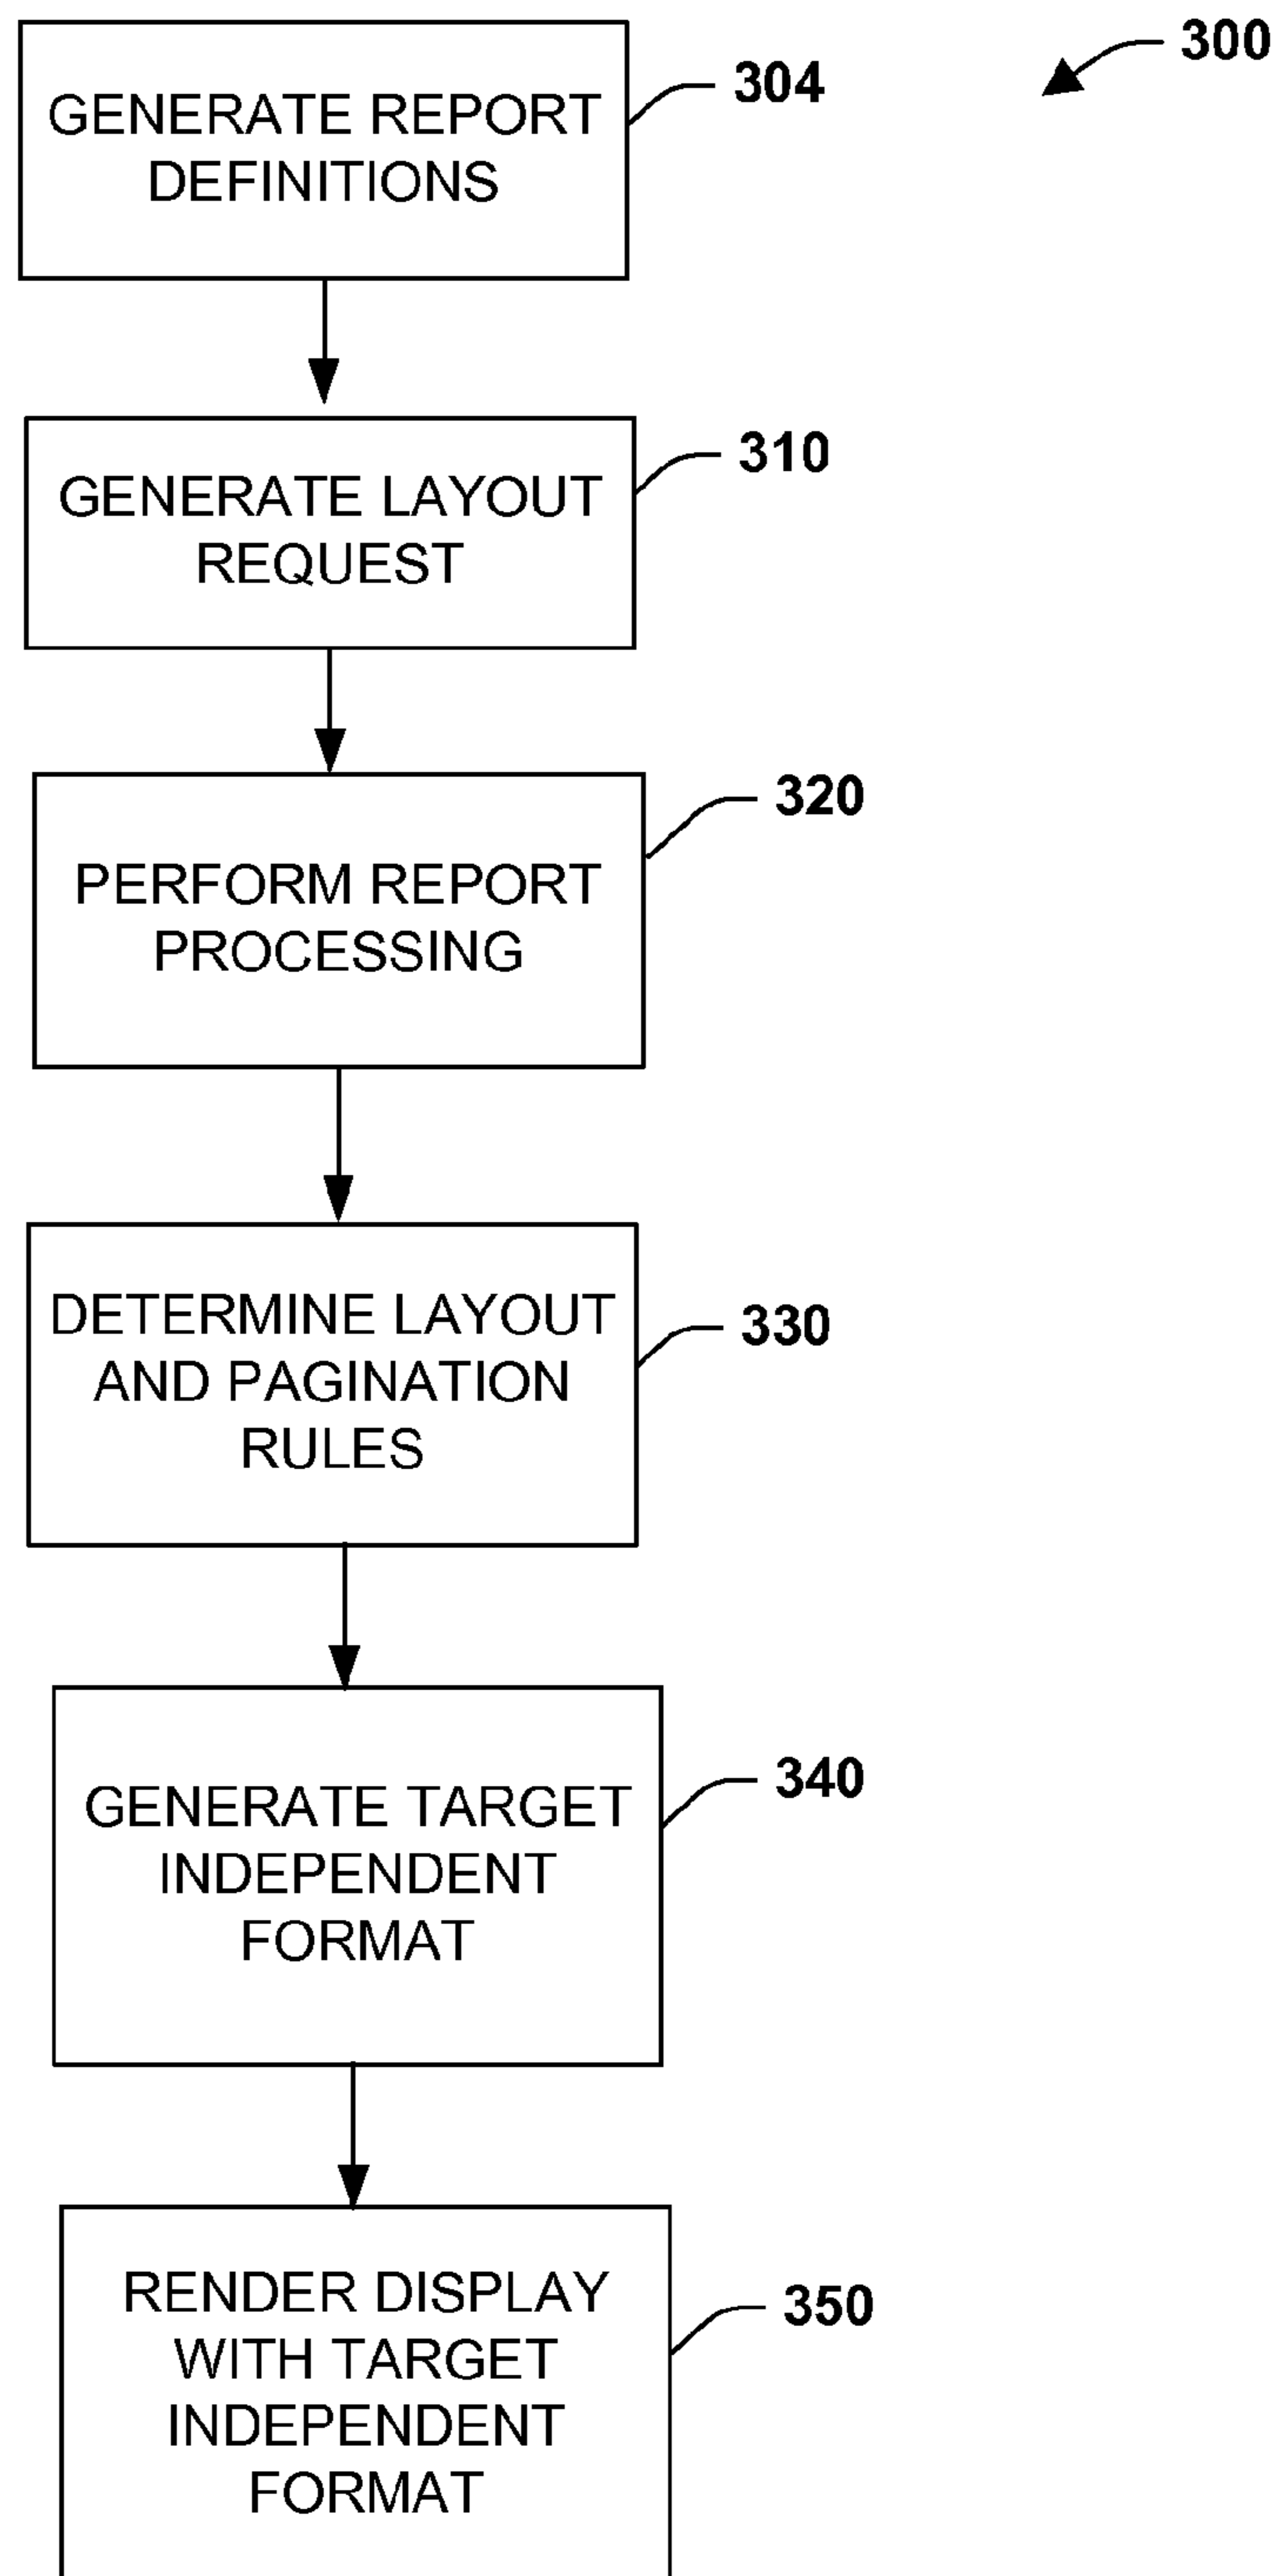 300
GENERATE REPORT
DEFINITIONS
304
GENERATE LAYOUT
REQUEST
310
PERFORM REPORT
PROCESSING
320
DETERMINE LAYOUT
AND PAGINATION
RULES
330
GENERATE TARGET
INDEPENDENT
FORMAT
340
RENDER DISPLAY
WITH TARGET
INDEPENDENT
FORMAT
350